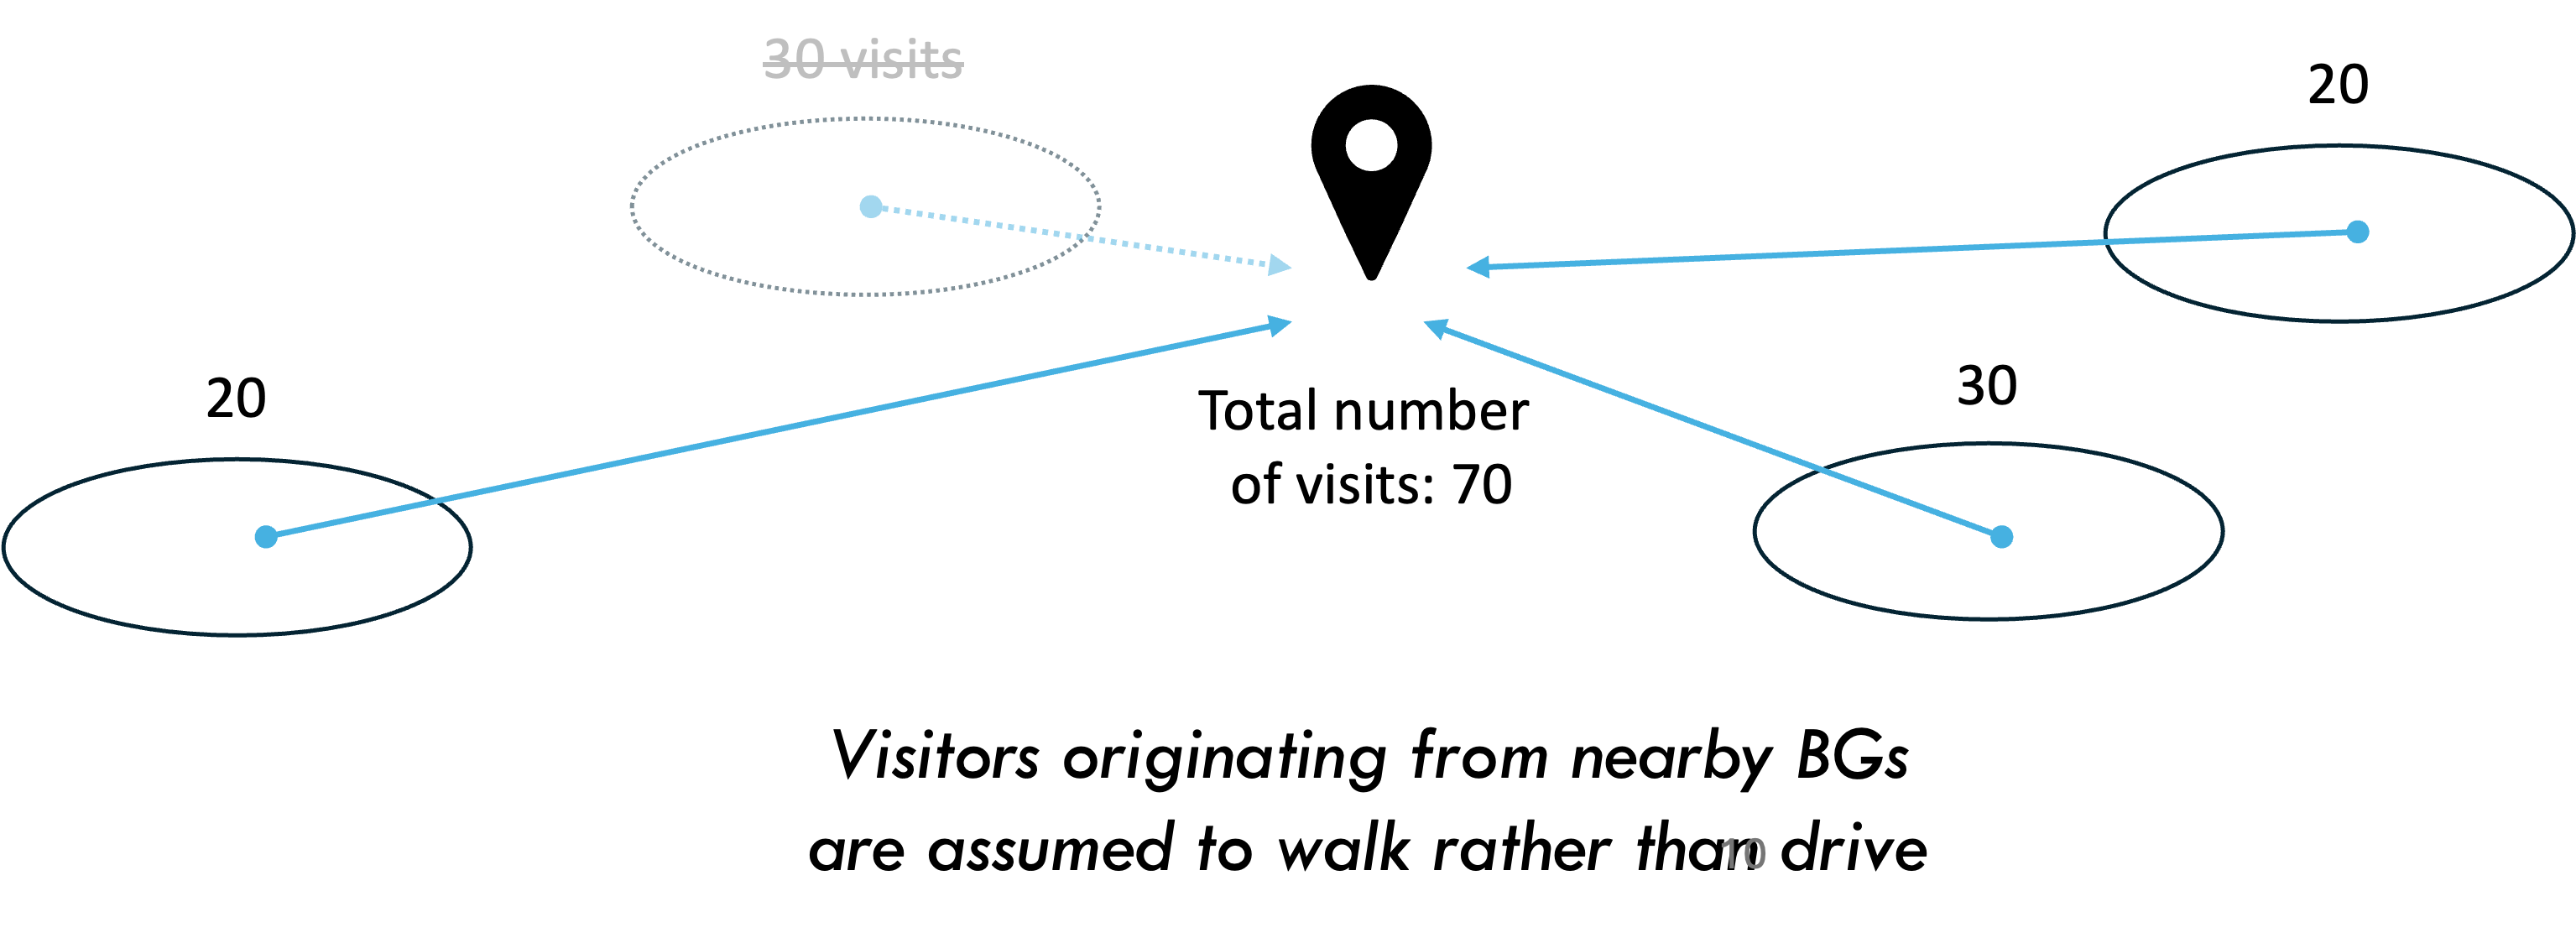 30 visits
20
20
30
Total number
of visits: 70
Visitors originating from nearby BGs
are assumed to walk rather than drive
10